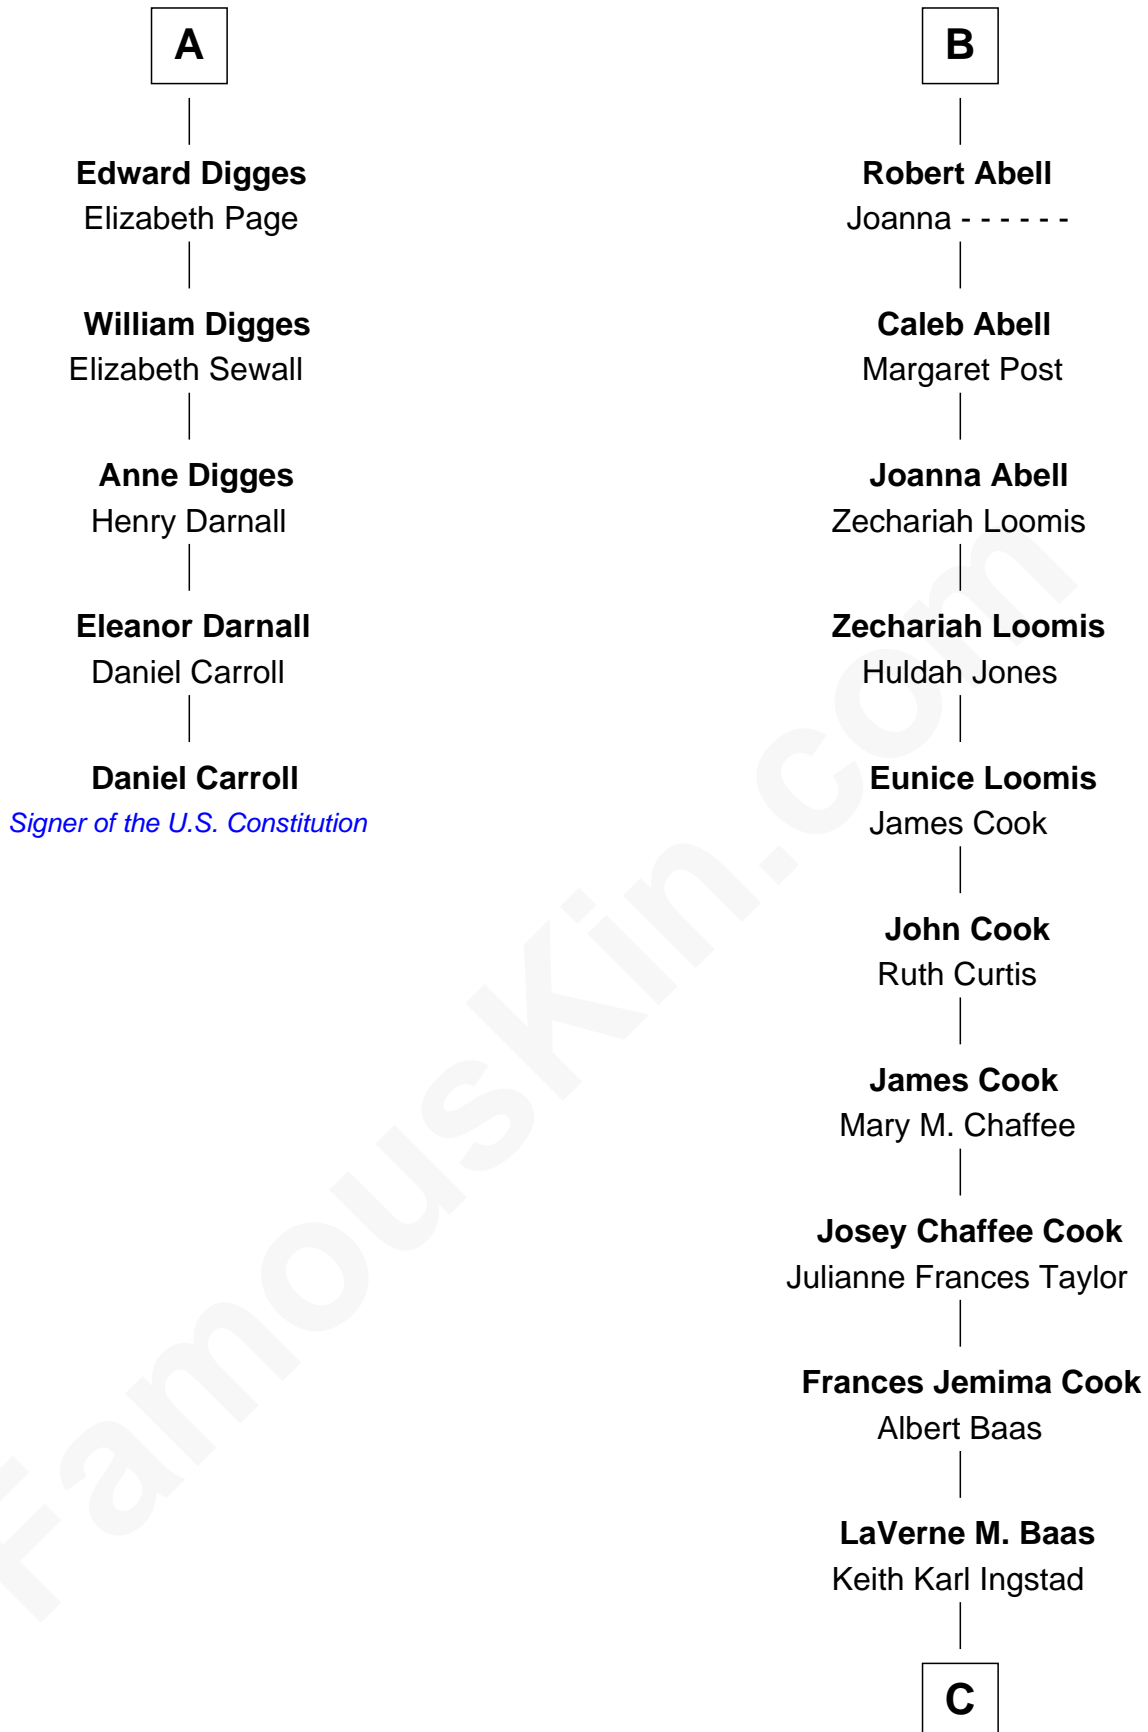 A
Edward Digges
Elizabeth Page
William Digges
Elizabeth Sewall
Anne Digges
Henry Darnall
Eleanor Darnall
Daniel Carroll
Daniel Carroll
Signer of the U.S. Constitution
B
Robert Abell
Joanna - - - - - -
Caleb Abell
Margaret Post
Joanna Abell
Zechariah Loomis
Zechariah Loomis
Huldah Jones
Eunice Loomis
James Cook
John Cook
Ruth Curtis
James Cook
Mary M. Chaffee
Josey Chaffee Cook
Julianne Frances Taylor
Frances Jemima Cook
Albert Baas
LaVerne M. Baas
Keith Karl Ingstad
C
FamousKin.com